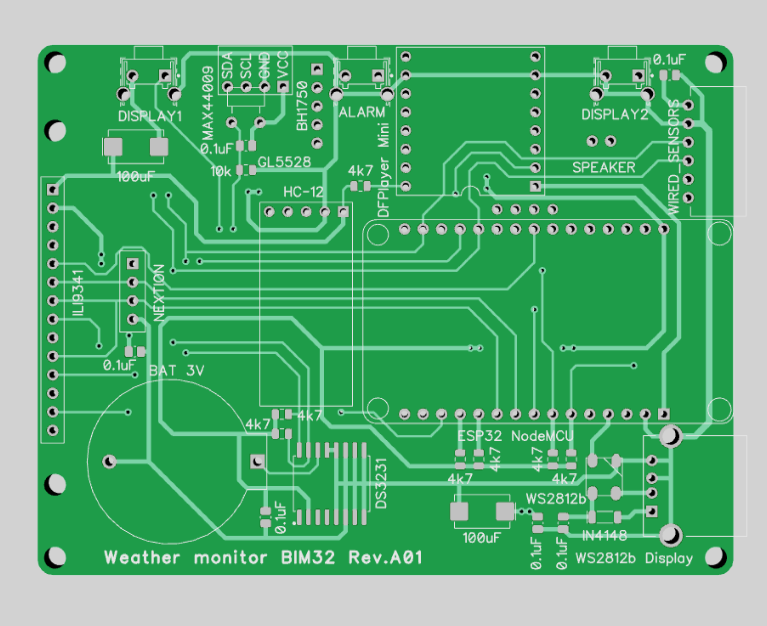 0.1uF
SDA
SCL
GND
VCC
MAX44009
BH1750
DISPLAY1
ALARM
DISPLAY2
DFPlayer Mini
WIRED_SENSORS
0.1uF
GL5528
SPEAKER
10k
4k7
100uF
HC-12
ILI9341
NEXTION
0.1uF
BAT 3V
4k7
4k7
ESP32 NodeMCU
4k7
4k7
4k7
4k7
DS3231
WS2812b
0.1uF
100uF
0.1uF
0.1uF
IN4148
Weather monitor BIM32 Rev.A01
WS2812b Display